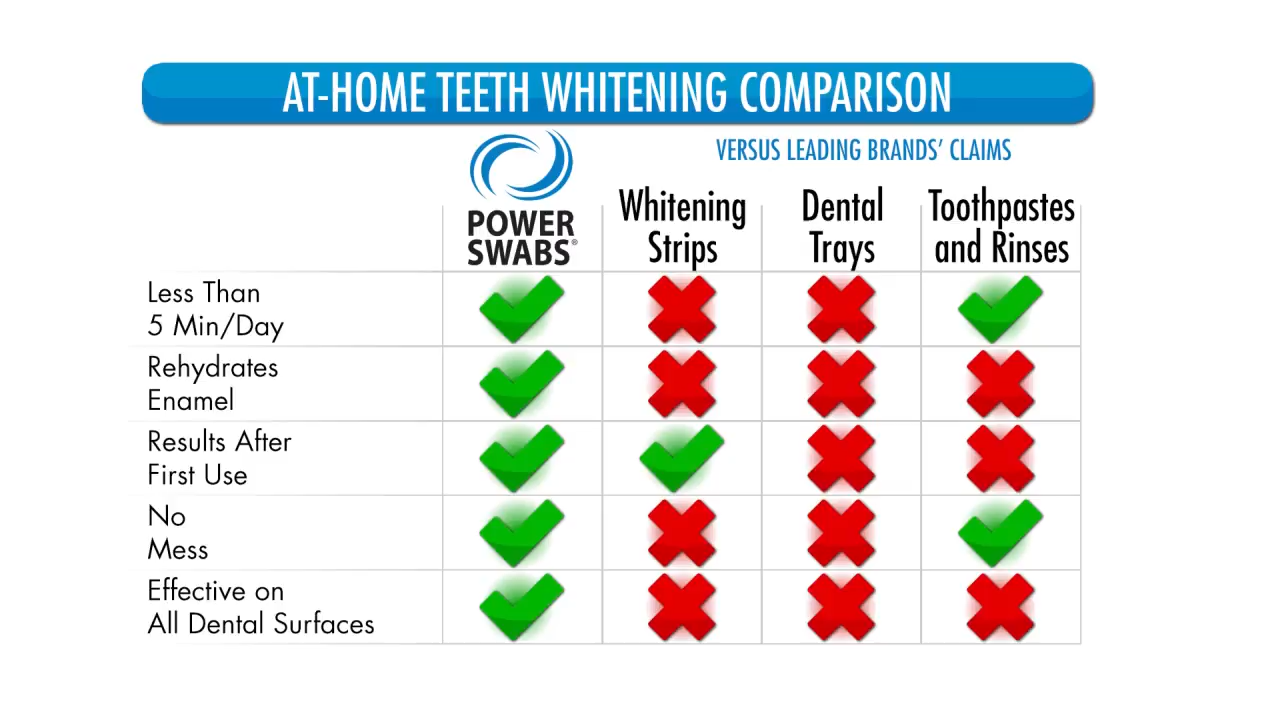 AT-HOME TEETH WHITENING COMPARISON
VERSUS LEADING BRANDS' CLAIMS
POWER
SWABS®
Whitening
Strips
Dental
Trays
Toothpastes
and Rinses
Less Than
5 Min/Day
Rehydrates
Enamel
Results After
First Use
No
Mess
Effective on
All Dental Surfaces